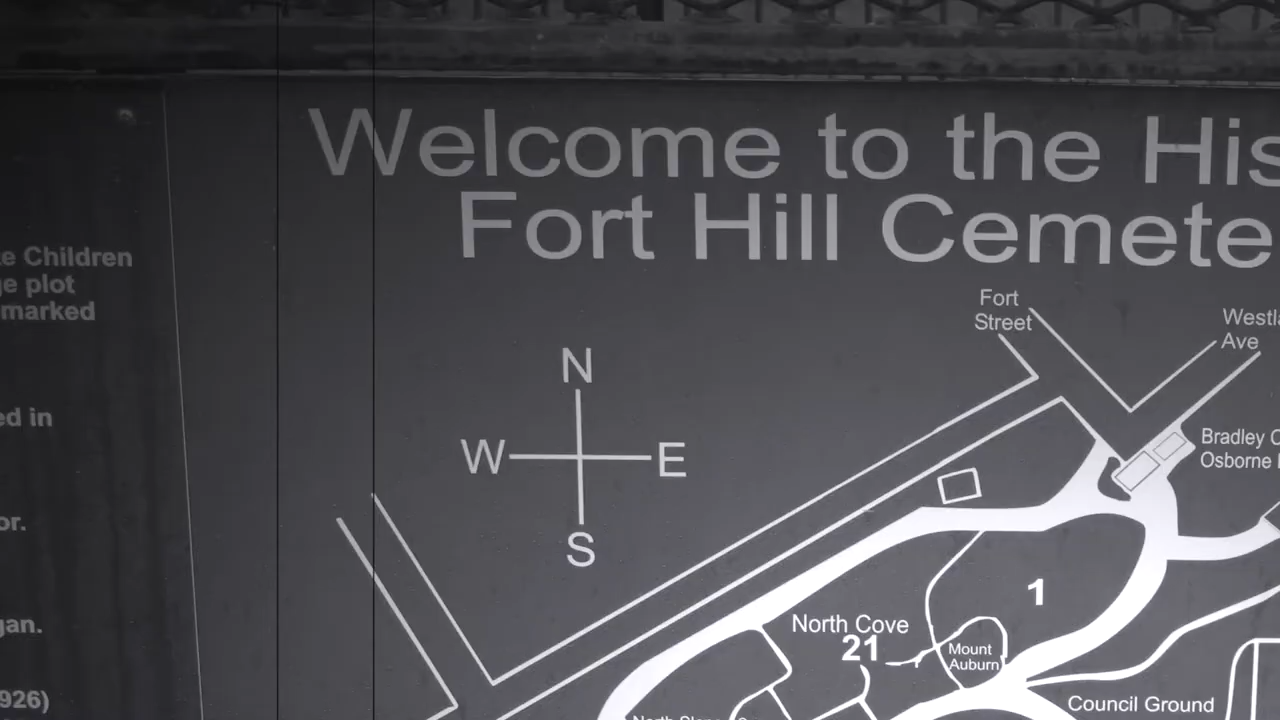 Welcome to the His
Fort Hill Cemete
e Children
ge plot
marked
ed in
or.
gan.
926)
N
W E
S
Fort
Street
Westl
Ave
Bradley C
Osborne
1
North Cove
21
Mount
Auburn
Council Ground